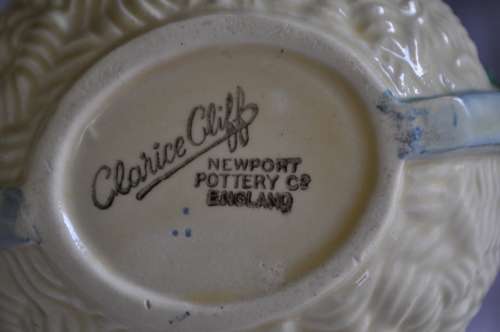 Clarice Cliff
NEWPORT
POTTERY Co
ENGLAND